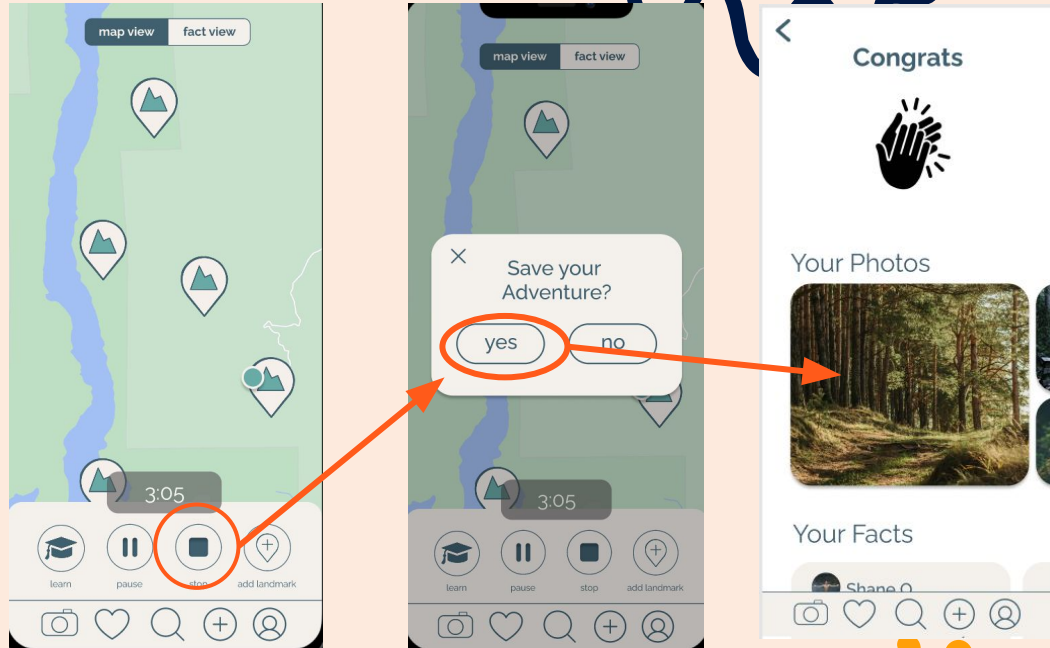 map view fact view
3:05
learn pause stop add landmark
map view fact view
Save your
Adventure?
yes no
3:05
learn pause stop add landmark
Congrats
Your Photos
Your Facts
Shane O